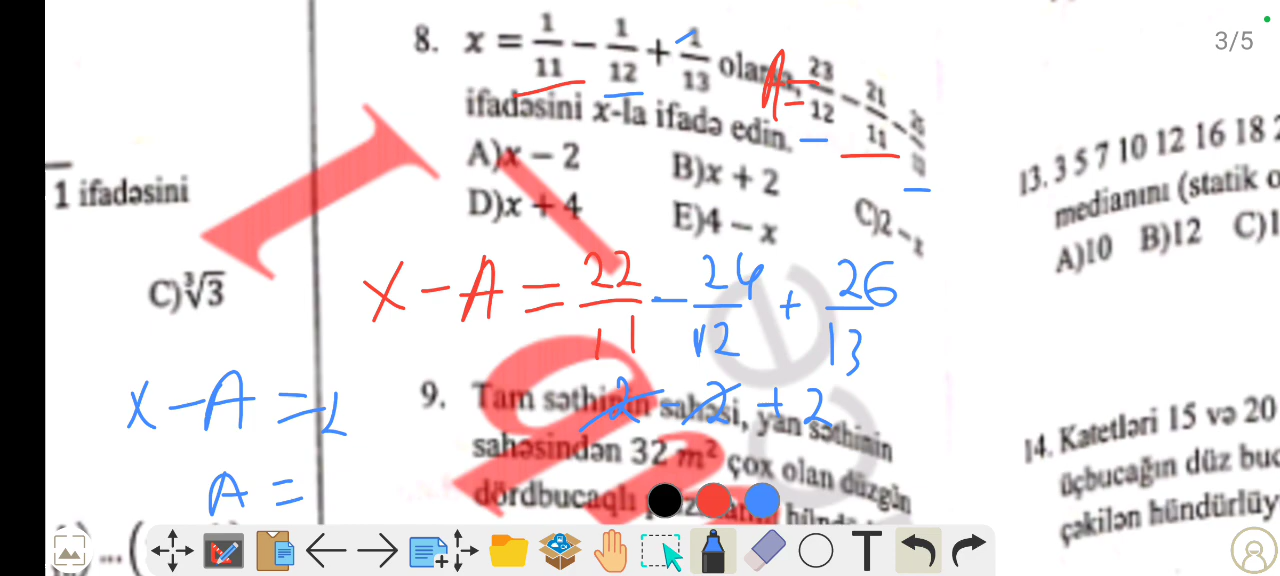 3/5
8. x = 1/11 − 1/12 + 1/13 olarsa, A = 23/12 − 21/11 −
ifadəsini x-la ifadə edin.
A)x − 2 B)x + 2 C)2 − x
D)x + 4 E)4 − x
1 ifadəsini
C)∛3
x − A = 22/11 − 24/12 + 26/13
2 − 2 + 2
x − A = 2
A =
9. Tam səthinin sahəsi, yan səthinin
sahəsindən 32 m² çox olan düzgün
dördbucaqlı
13. 3 5 7 10 12 16 18
medianını (statik
A)10 B)12 C)1
14. Katetləri 15 və 20
üçbucağın düz
çəkilən
... (
T